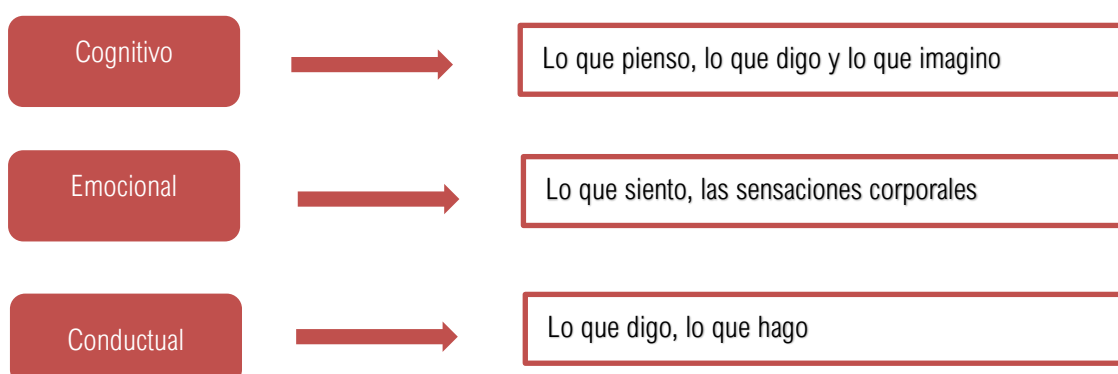 Cognitivo
Lo que pienso, lo que digo y lo que imagino
Emocional
Lo que siento, las sensaciones corporales
Conductual
Lo que digo, lo que hago